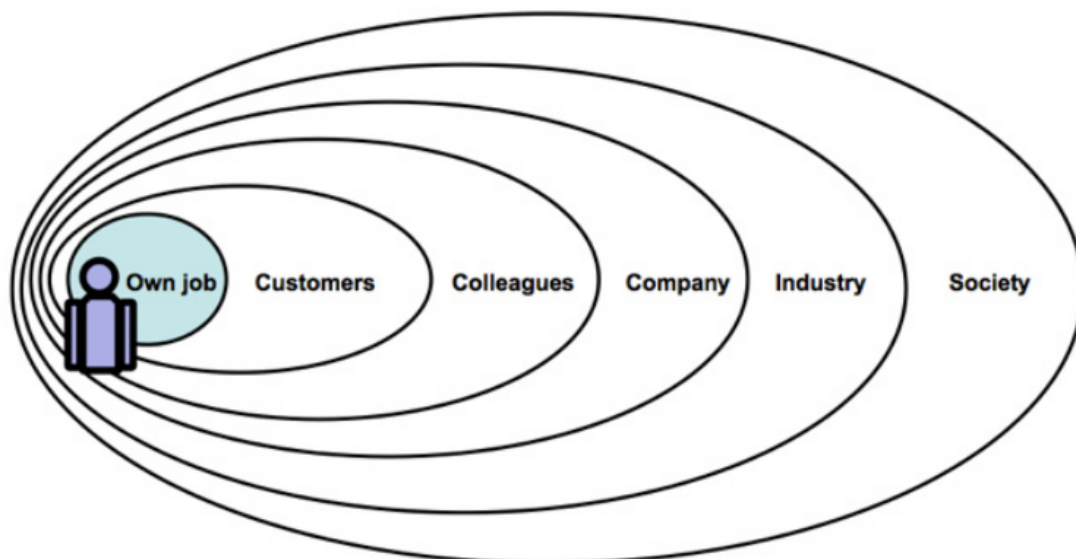 Own job
Customers
Colleagues
Company
Industry
Society